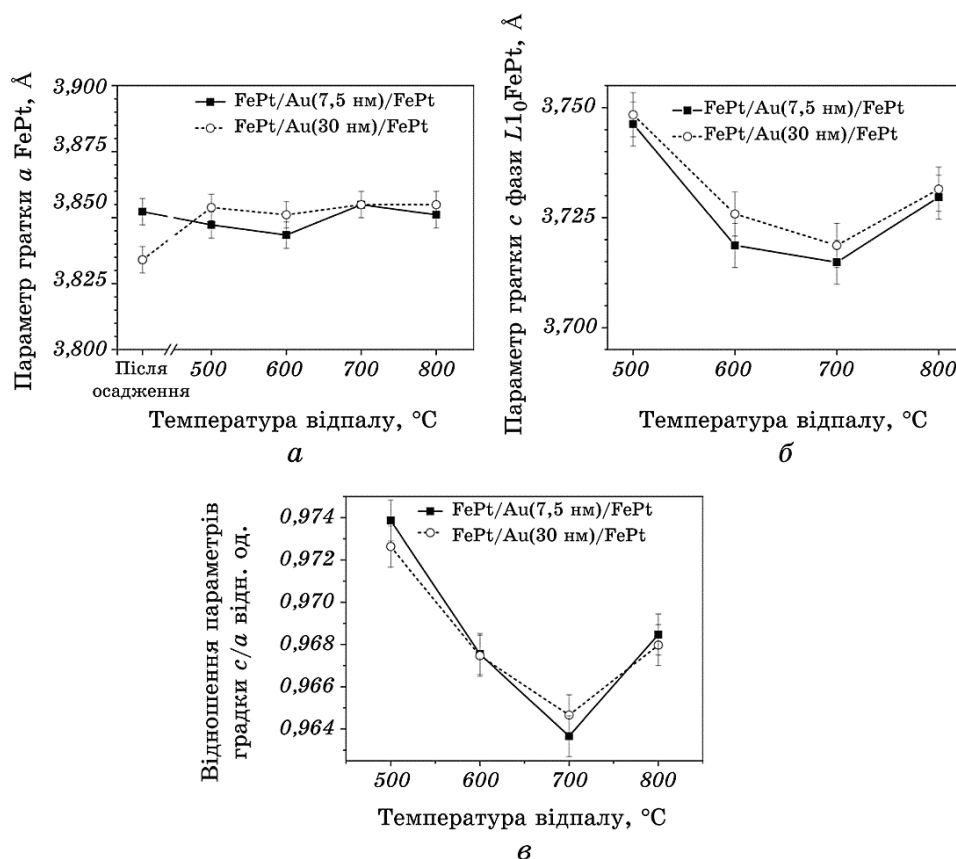 Параметр гратки a FePt, Å
3,900
3,875
3,850
3,825
3,800
FePt/Au(7,5 нм)/FePt
FePt/Au(30 нм)/FePt
Після
осадження
500
600
700
800
Температура відпалу, °C
а
Параметр гратки c фази L1₀FePt, Å
3,750
3,725
3,700
FePt/Au(7,5 нм)/FePt
FePt/Au(30 нм)/FePt
500
600
700
800
Температура відпалу, °C
б
Відношення параметрів
градки c/a відн. од.
0,974
0,972
0,970
0,968
0,966
0,964
FePt/Au(7,5 нм)/FePt
FePt/Au(30 нм)/FePt
500
600
700
800
Температура відпалу, °C
в